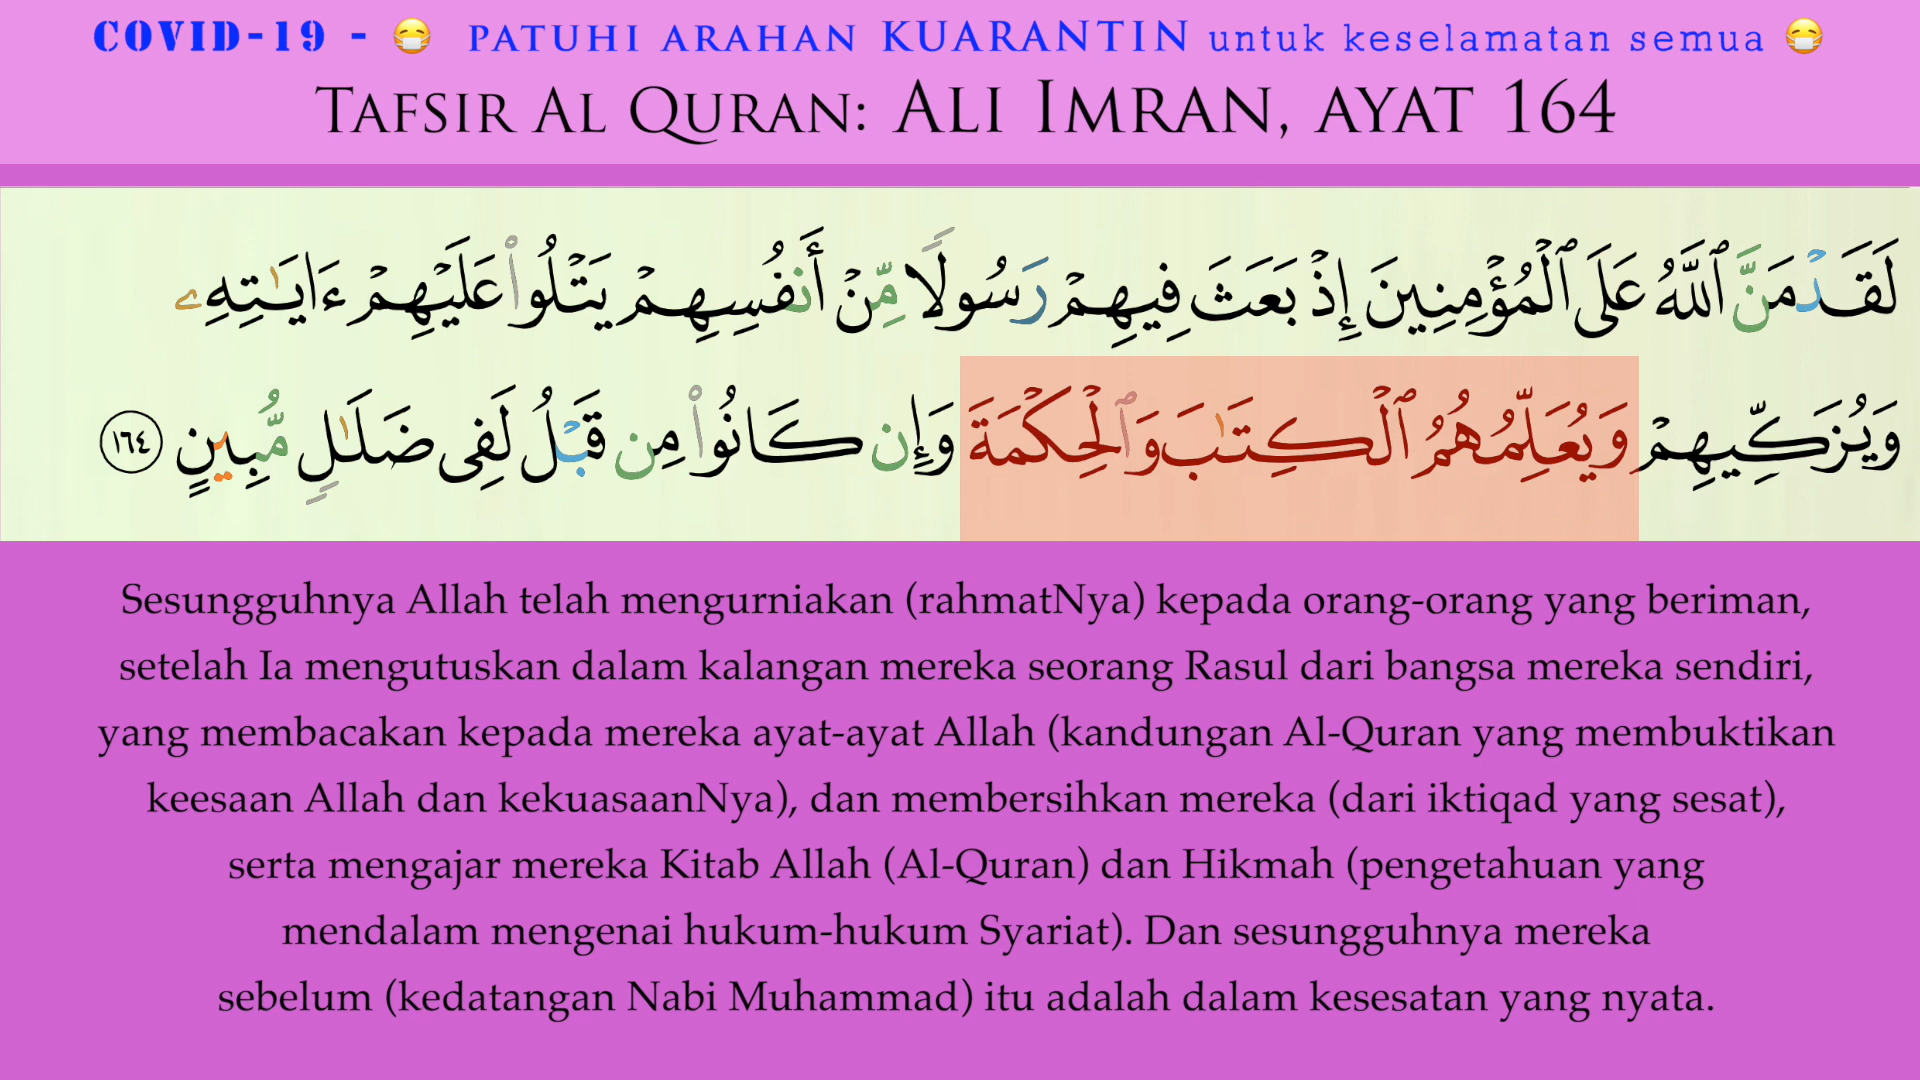 COVID-19 - 😷 PATUHI ARAHAN KUARANTIN untuk keselamatan semua 😷
TAFSIR AL QURAN: ALI IMRAN, AYAT 164
لَقَدْ مَنَّ ٱللَّهُ عَلَى ٱلْمُؤْمِنِينَ إِذْ بَعَثَ فِيهِمْ رَسُولًا مِّنْ أَنفُسِهِمْ يَتْلُوا۟ عَلَيْهِمْ ءَايَـٰتِهِۦ
وَيُزَكِّيهِمْ وَيُعَلِّمُهُمُ ٱلْكِتَـٰبَ وَٱلْحِكْمَةَ وَإِن كَانُوا۟ مِن قَبْلُ لَفِى ضَلَـٰلٍ مُّبِينٍ ١٦٤
Sesungguhnya Allah telah mengurniakan (rahmatNya) kepada orang-orang yang beriman,
setelah Ia mengutuskan dalam kalangan mereka seorang Rasul dari bangsa mereka sendiri,
yang membacakan kepada mereka ayat-ayat Allah (kandungan Al-Quran yang membuktikan
keesaan Allah dan kekuasaanNya), dan membersihkan mereka (dari iktiqad yang sesat),
serta mengajar mereka Kitab Allah (Al-Quran) dan Hikmah (pengetahuan yang
mendalam mengenai hukum-hukum Syariat). Dan sesungguhnya mereka
sebelum (kedatangan Nabi Muhammad) itu adalah dalam kesesatan yang nyata.